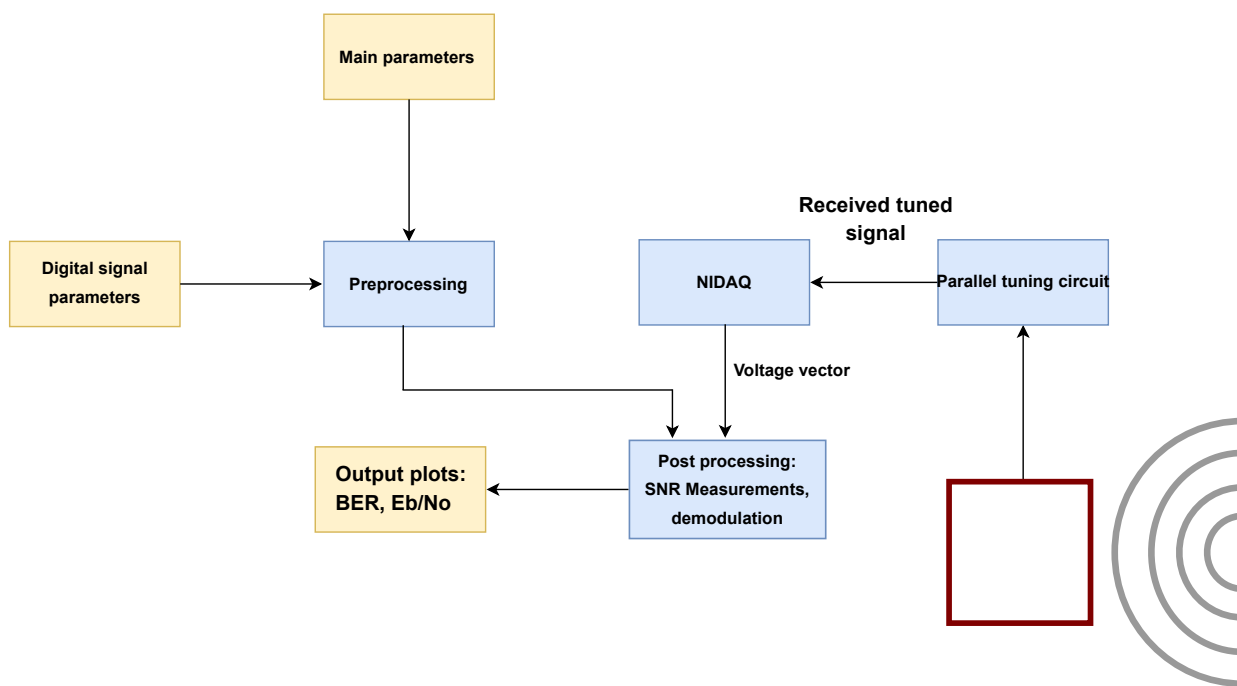 Main parameters
Received tuned
signal
Digital signal
parameters
Preprocessing
NIDAQ
Parallel tuning circuit
Voltage vector
Output plots:
BER, Eb/No
Post processing:
SNR Measurements,
demodulation